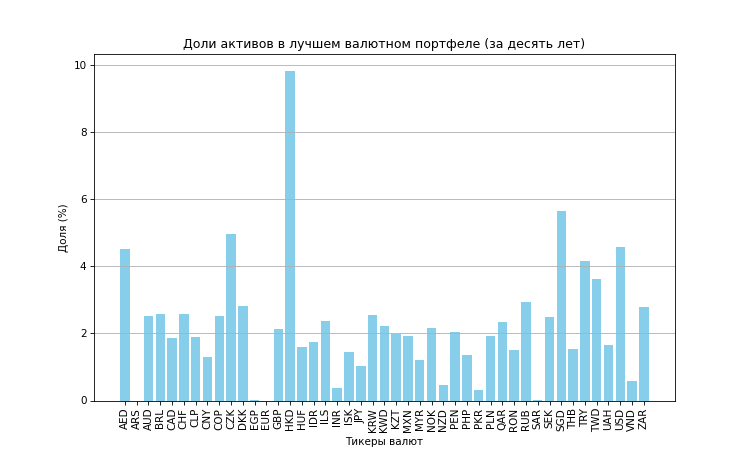 Доли активов в лучшем валютном портфеле (за десять лет)
10
8
6
4
2
0
Доля (%)
AED
ARS
AUD
BRL
CAD
CHF
CLP
CNY
COP
CZK
DKK
EGP
EUR
GBP
HKD
HUF
IDR
ILS
INR
ISK
JPY
KRW
KWD
KZT
MXN
MYR
NOK
NZD
PEN
PHP
PKR
PLN
QAR
RON
RUB
SAR
SEK
SGD
THB
TRY
TWD
UAH
USD
VND
ZAR
Тикеры валют